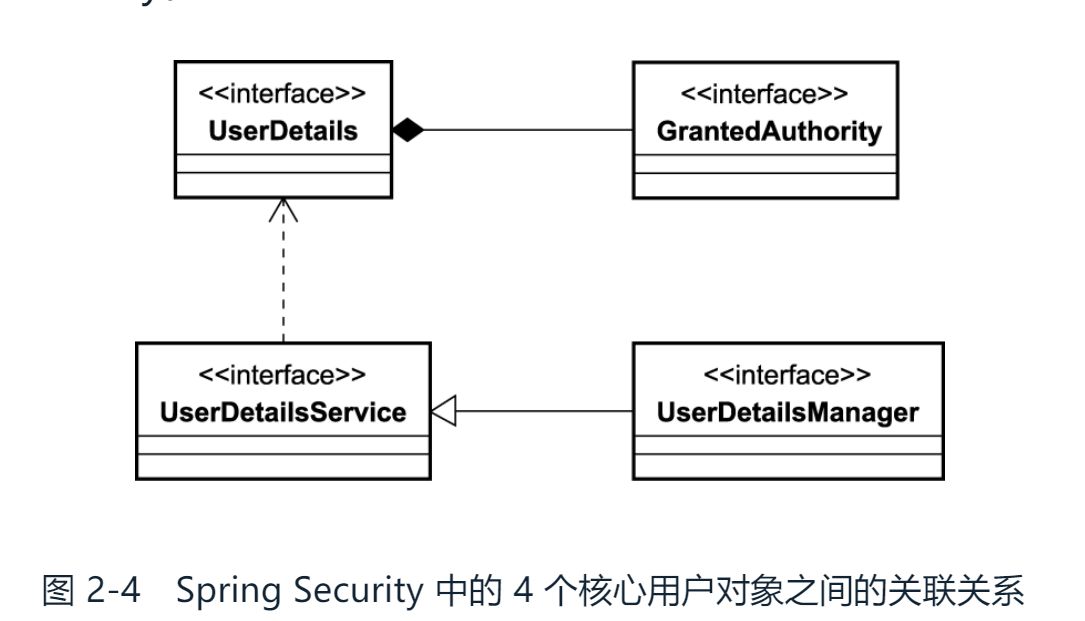 <<interface>>
UserDetails
<<interface>>
GrantedAuthority
<<interface>>
UserDetailsService
<<interface>>
UserDetailsManager
图 2-4 Spring Security 中的 4 个核心用户对象之间的关联关系